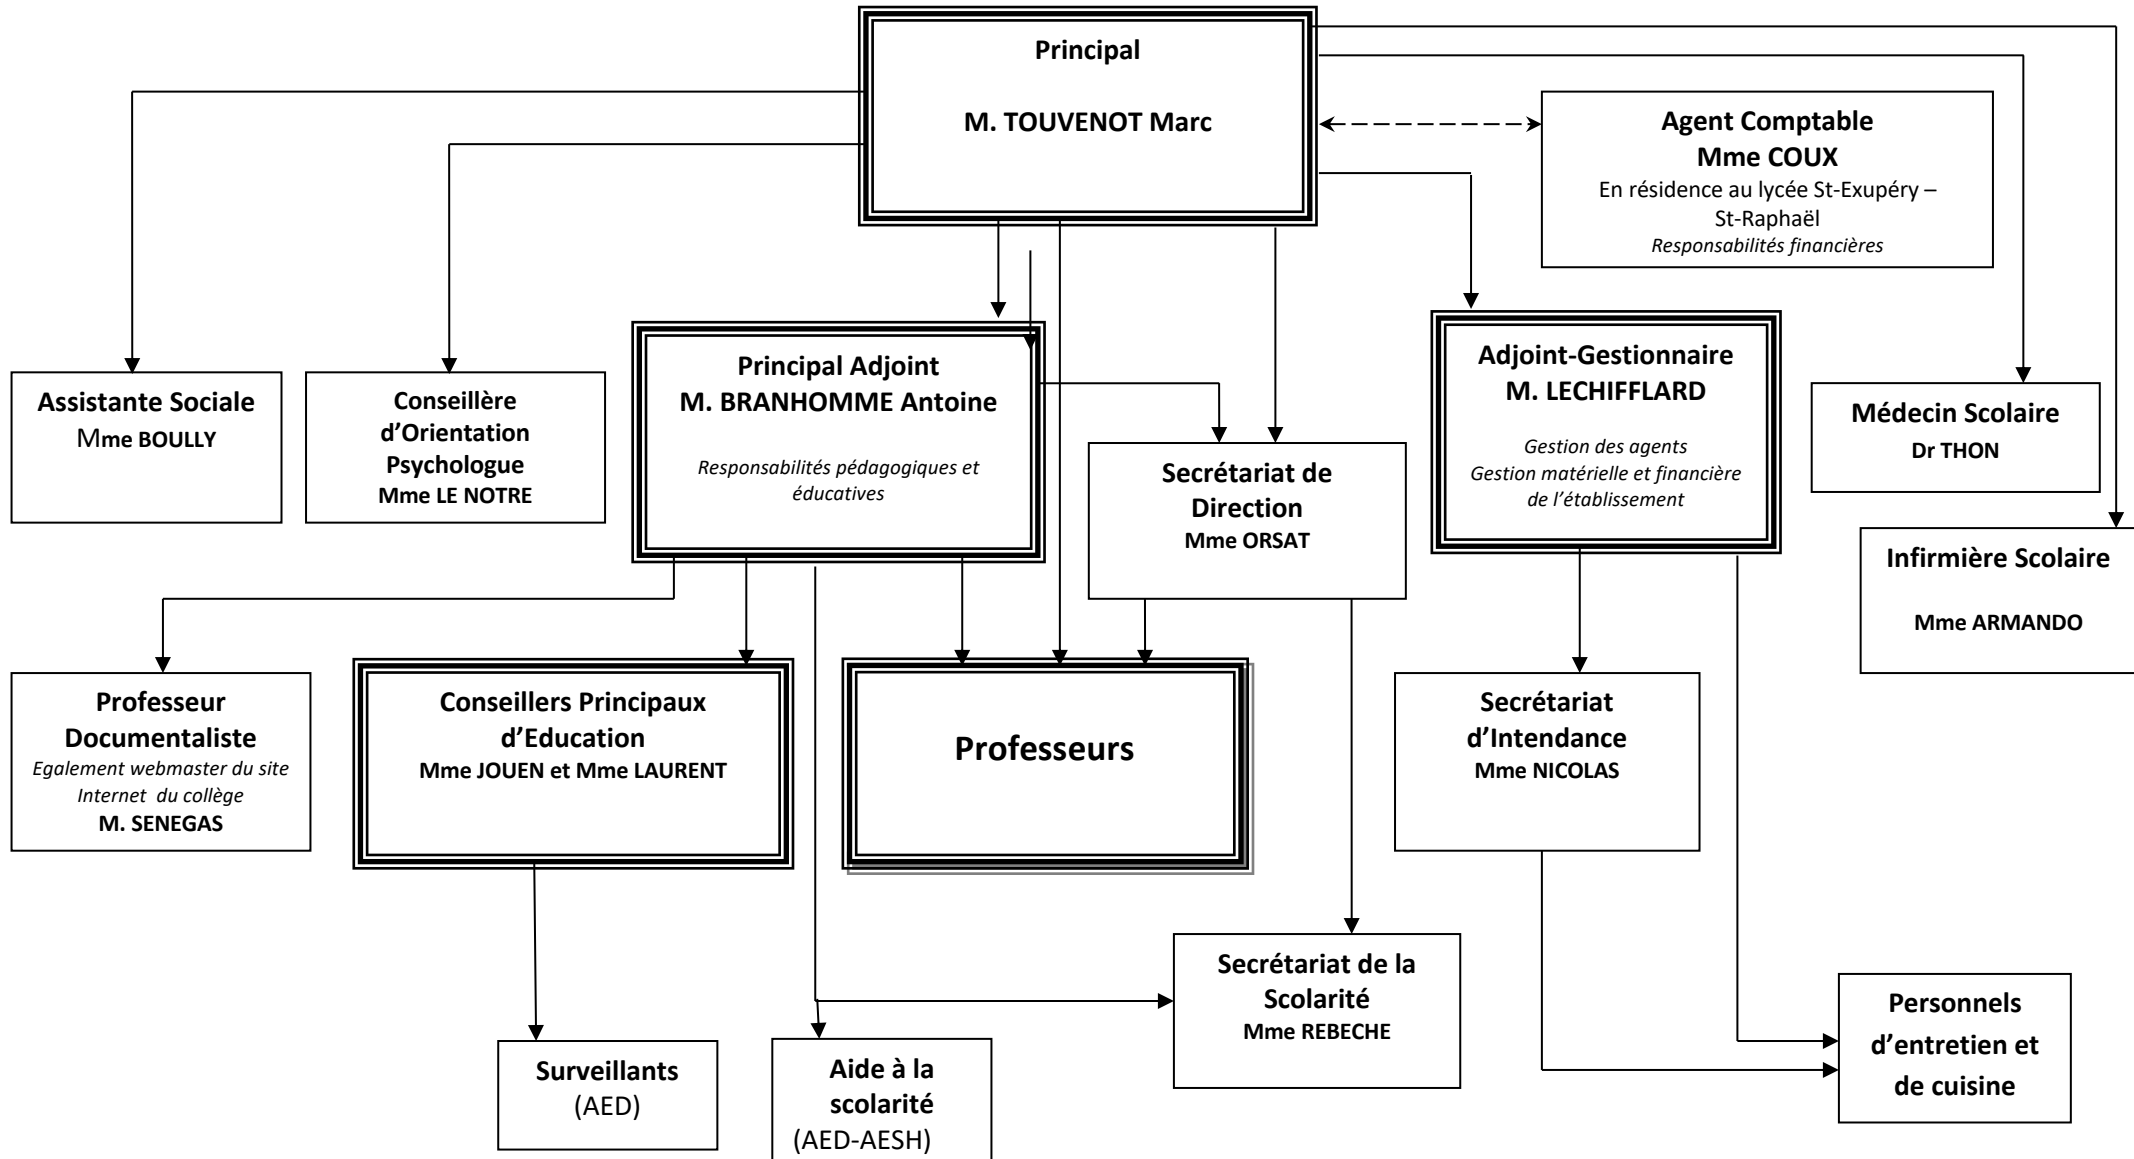 Principal
M. TOUVENOT Marc
Agent Comptable
Mme COUX
En résidence au lycée St-Exupéry –
St-Raphaël
Responsabilités financières
Assistante Sociale
Mme BOULLY
Conseillère
d’Orientation
Psychologue
Mme LE NOTRE
Principal Adjoint
M. BRANHOMME Antoine
Responsabilités pédagogiques et
éducatives
Secrétariat de
Direction
Mme ORSAT
Adjoint-Gestionnaire
M. LECHIFFLARD
Gestion des agents
Gestion matérielle et financière
de l’établissement
Médecin Scolaire
Dr THON
Infirmière Scolaire
Mme ARMANDO
Professeur
Documentaliste
Egalement webmaster du site
Internet du collège
M. SENEGAS
Conseillers Principaux
d’Education
Mme JOUEN et Mme LAURENT
Professeurs
Secrétariat
d’Intendance
Mme NICOLAS
Surveillants
(AED)
Aide à la
scolarité
(AED-AESH)
Secrétariat de la
Scolarité
Mme REBECHE
Personnels
d’entretien et
de cuisine